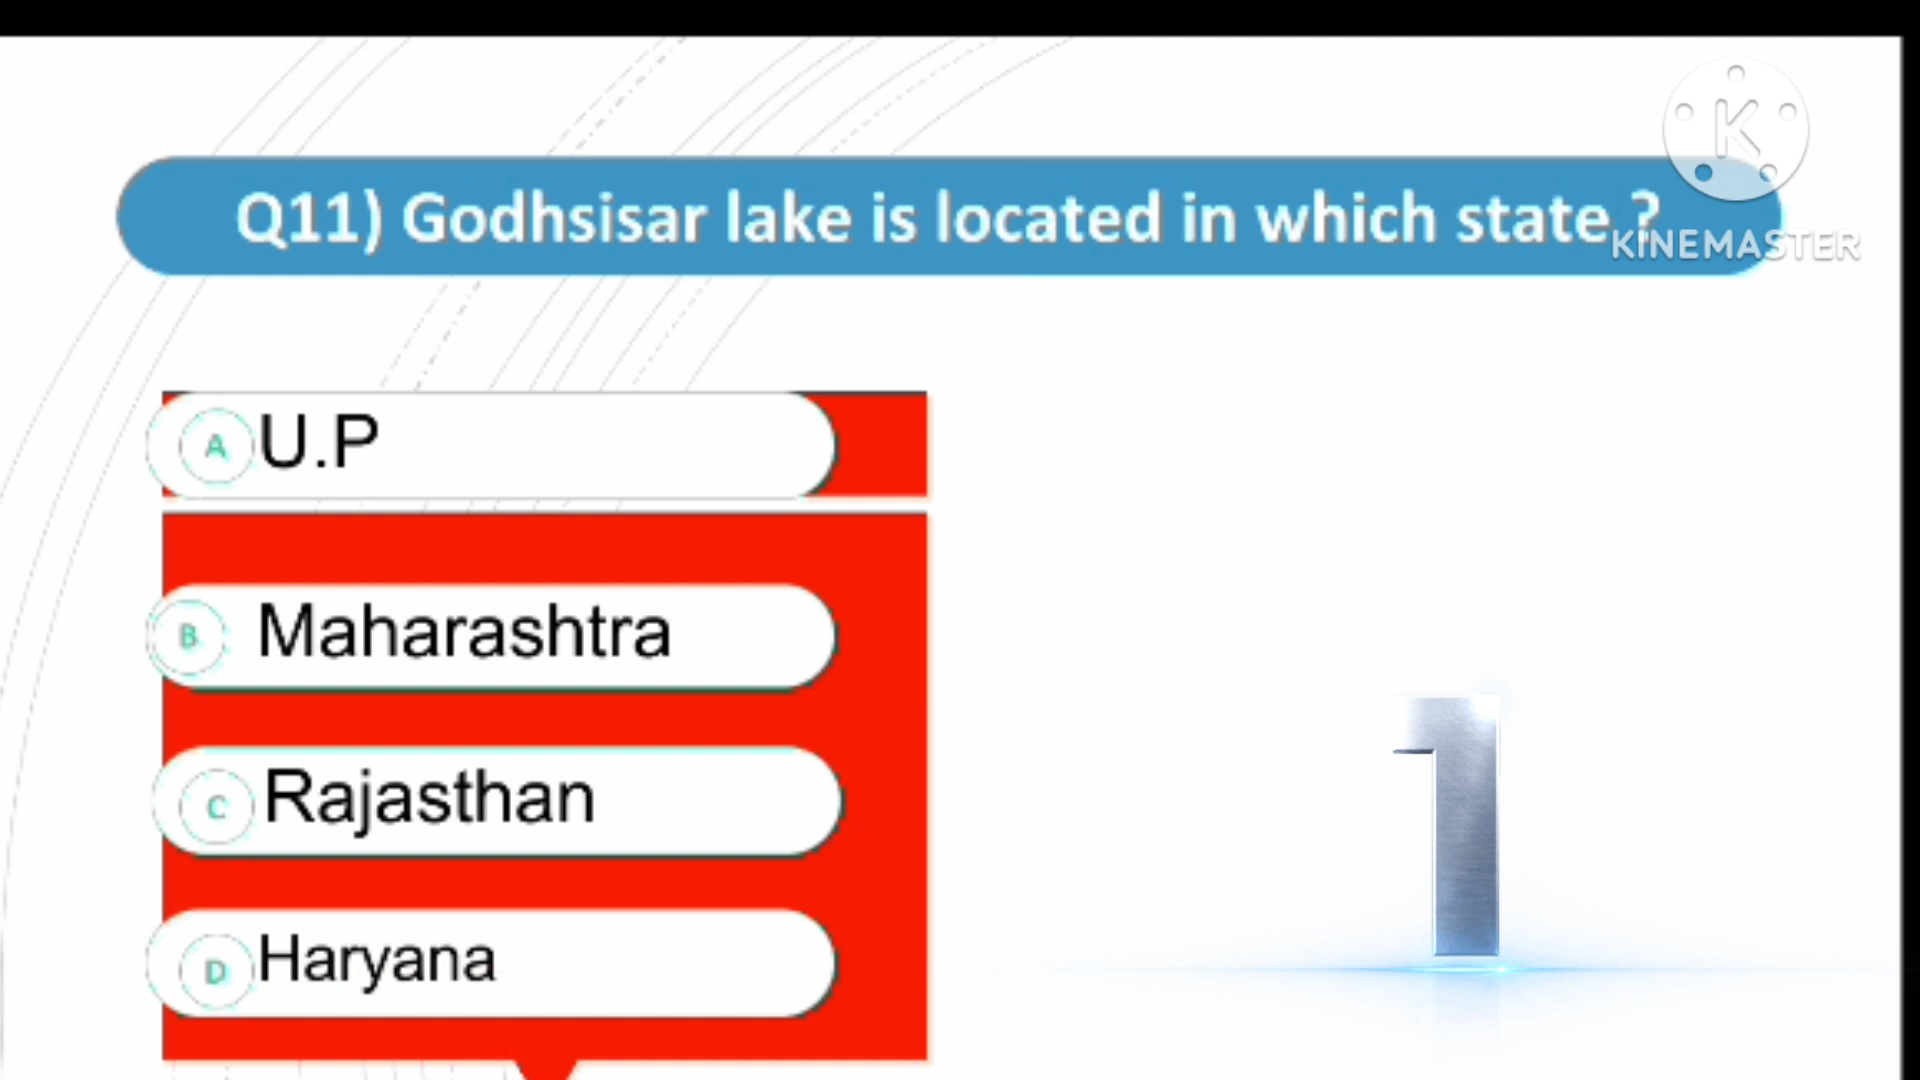 K
KINEMASTER
Q11) Godhsisar lake is located in which state ?
A U.P
B Maharashtra
C Rajasthan
D Haryana
1